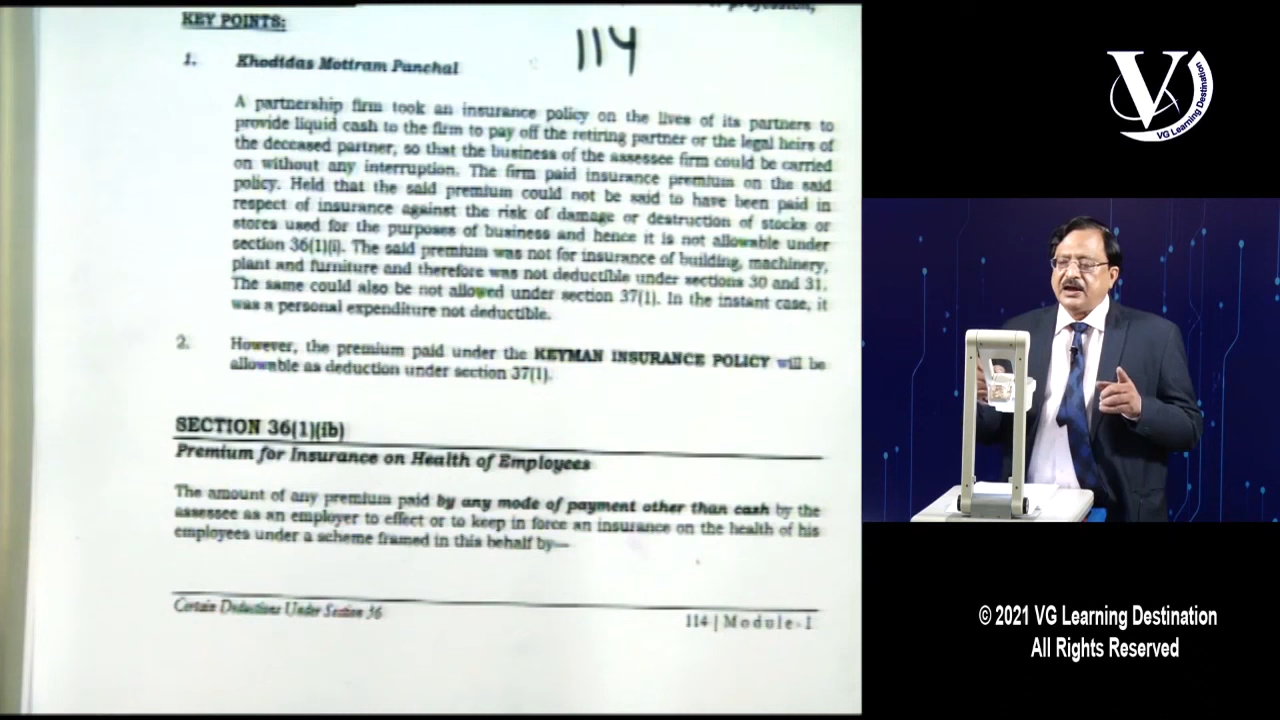 profession,
KEY POINTS:
114
1. Khodidas Motiram Panchal
A partnership firm took an insurance policy on the lives of its partners to
provide liquid cash to the firm to pay off the retiring partner or the legal heirs of
the deceased partner, so that the business of the assessee firm could be carried
on without any interruption. The firm paid insurance premium on the said
policy. Held that the said premium could not be said to have been paid in
respect of insurance against the risk of damage or destruction of stocks or
stores used for the purposes of business and hence it is not allowable under
section 36(1)(i). The said premium was not for insurance of building, machinery,
plant and furniture and therefore was not deductible under sections 30 and 31.
The same could also be not allowed under section 37(1). In the instant case, it
was a personal expenditure not deductible.
2. However, the premium paid under the KEYMAN INSURANCE POLICY will be
allowable as deduction under section 37(1).
SECTION 36(1)(ib)
Premium for Insurance on Health of Employees
The amount of any premium paid by any mode of payment other than cash by the
assessee as an employer to effect or to keep in force an insurance on the health of his
employees under a scheme framed in this behalf by—
Certain Deductions Under Section 36
114 | Module-1
V
VG Learning Destination
© 2021 VG Learning Destination
All Rights Reserved